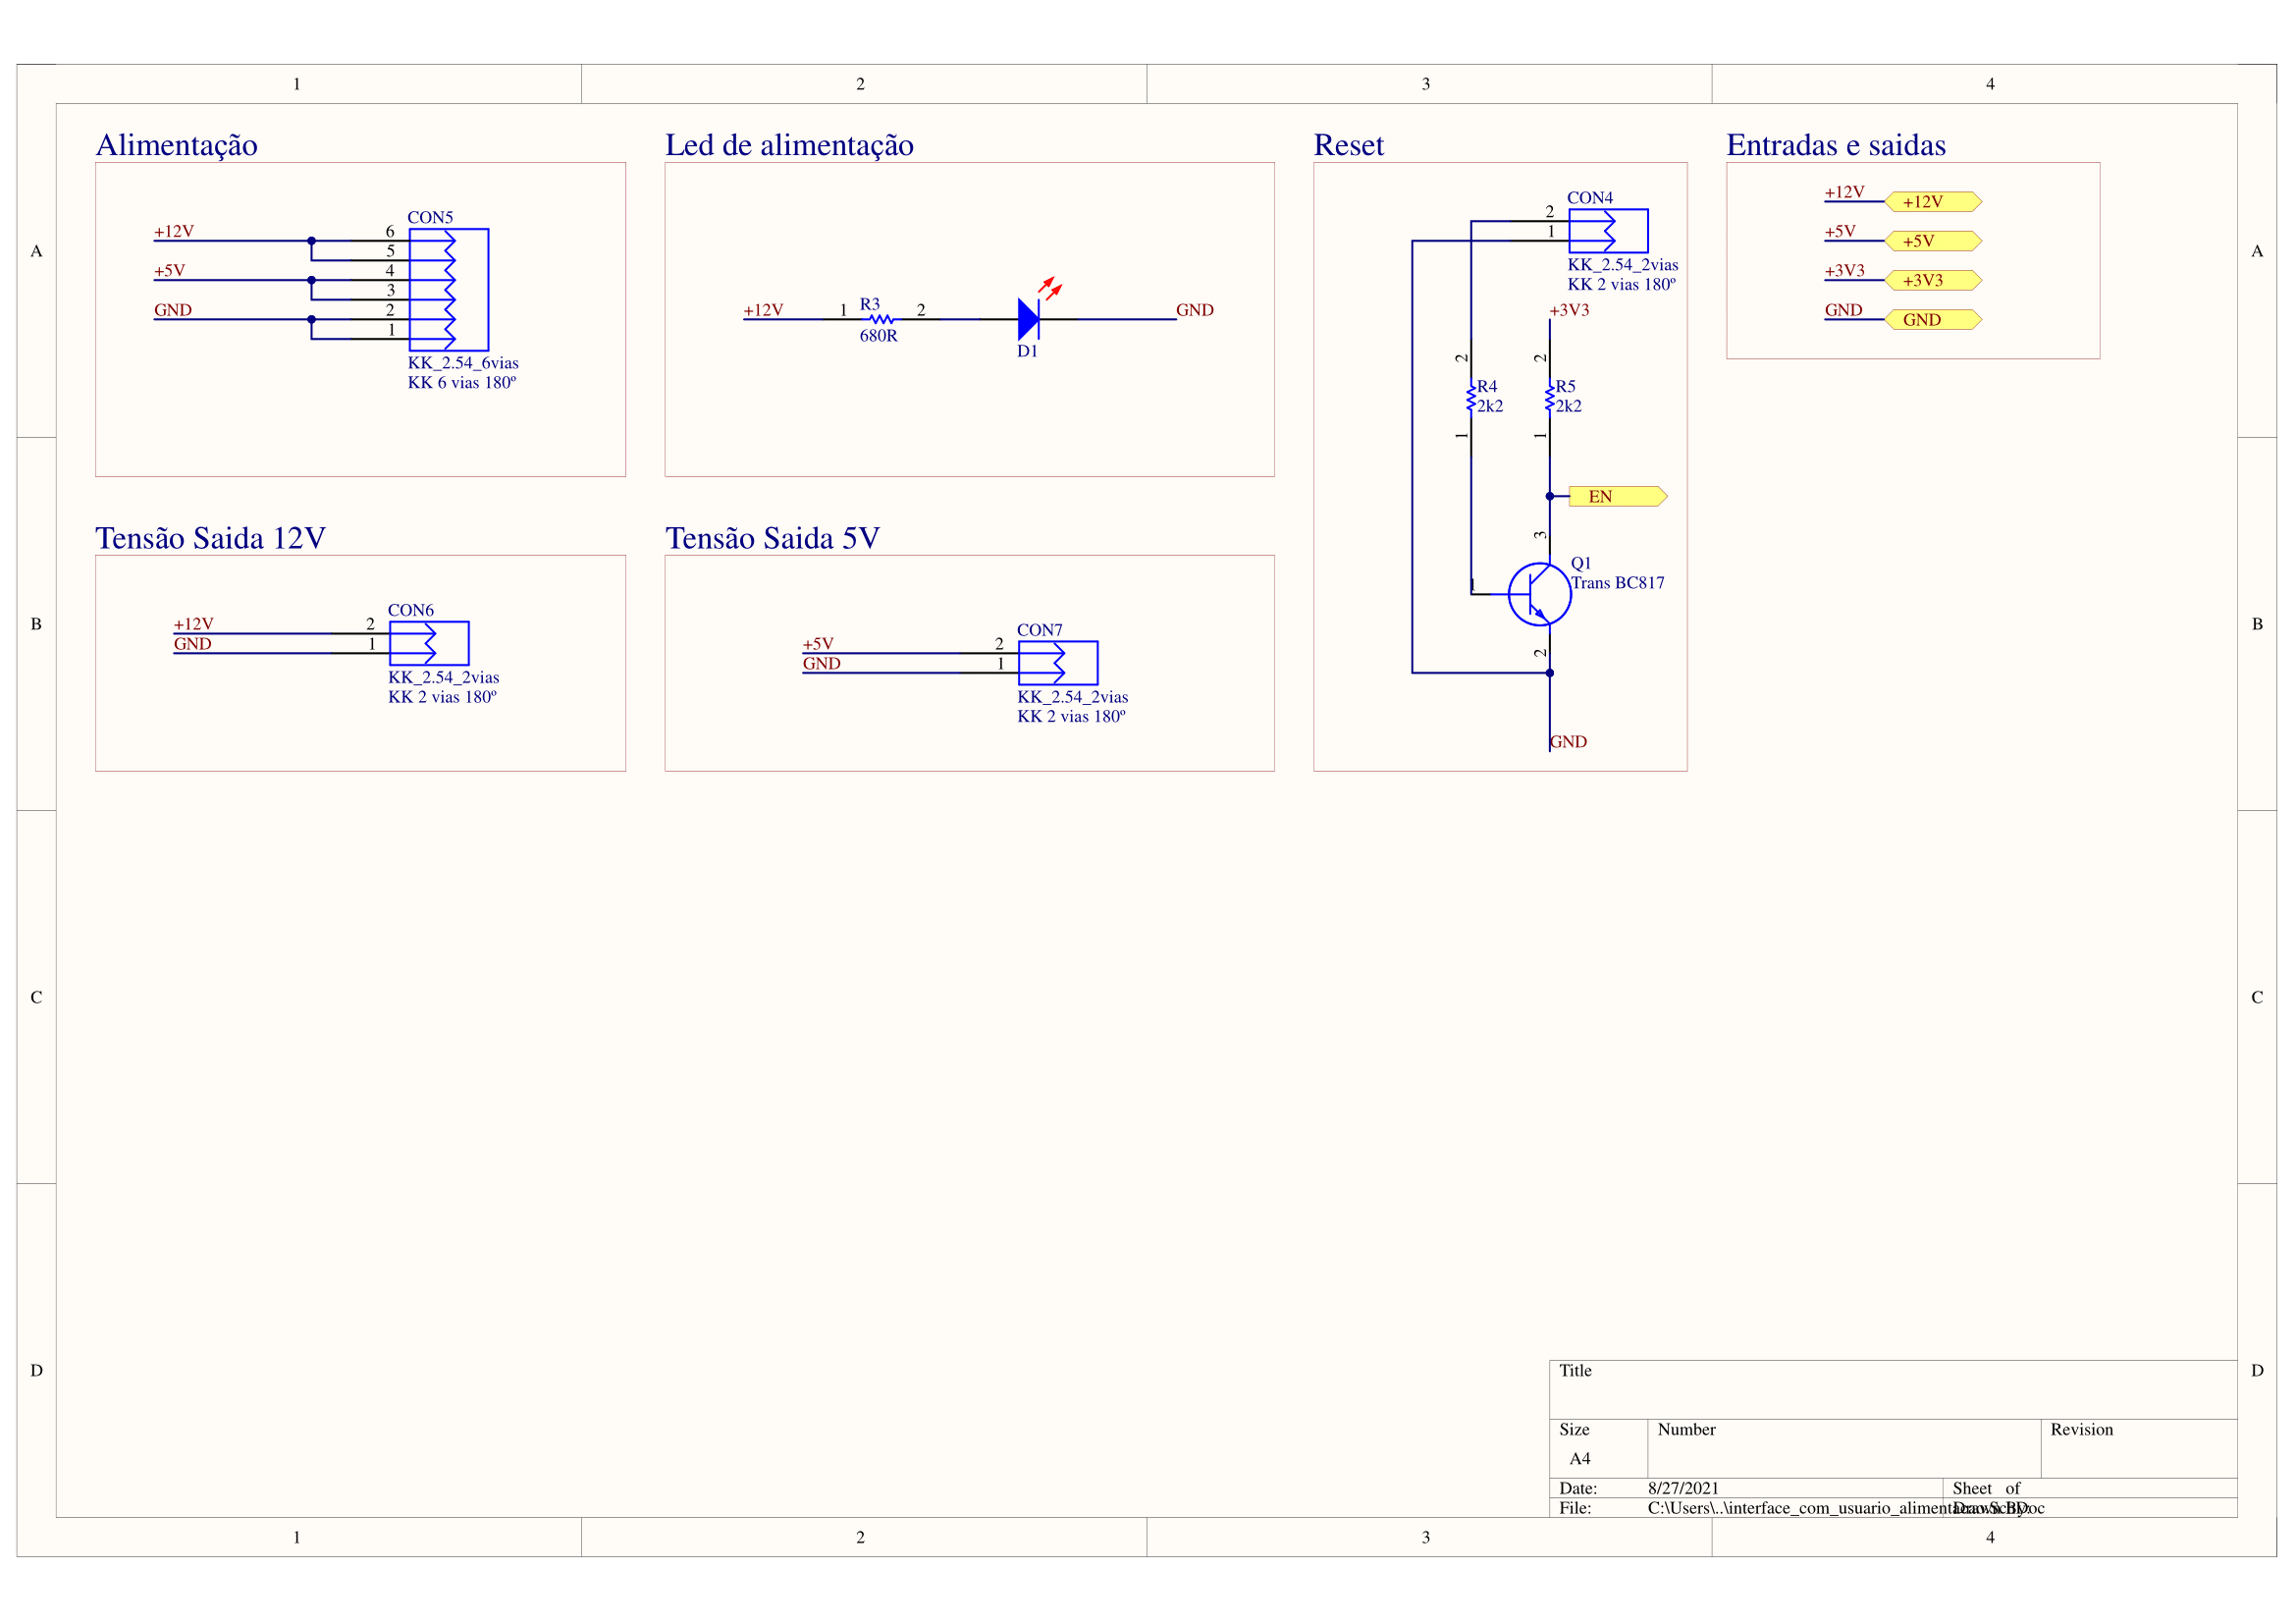 1 2 3 4
A
B
C
D
A
B
C
D
Alimentação
CON5
+12V
6
5
+5V
4
3
GND
2
1
KK_2.54_6vias
KK 6 vias 180º
Led de alimentação
+12V
1
R3
680R
2
D1
GND
Reset
CON4
2
1
KK_2.54_2vias
KK 2 vias 180º
+3V3
2
2
R4
2k2
R5
2k2
1
1
EN
3
Q1
Trans BC817
1
2
GND
Entradas e saidas
+12V +12V
+5V +5V
+3V3 +3V3
GND GND
Tensão Saida 12V
CON6
+12V 2
GND 1
KK_2.54_2vias
KK 2 vias 180º
Tensão Saida 5V
CON7
+5V 2
GND 1
KK_2.54_2vias
KK 2 vias 180º
Title
Size Number Revision
A4
Date: 8/27/2021 Sheet of
File: C:\Users\..\interface_com_usuario_alimentacao.SchDoc
Drawn By:
1 2 3 4